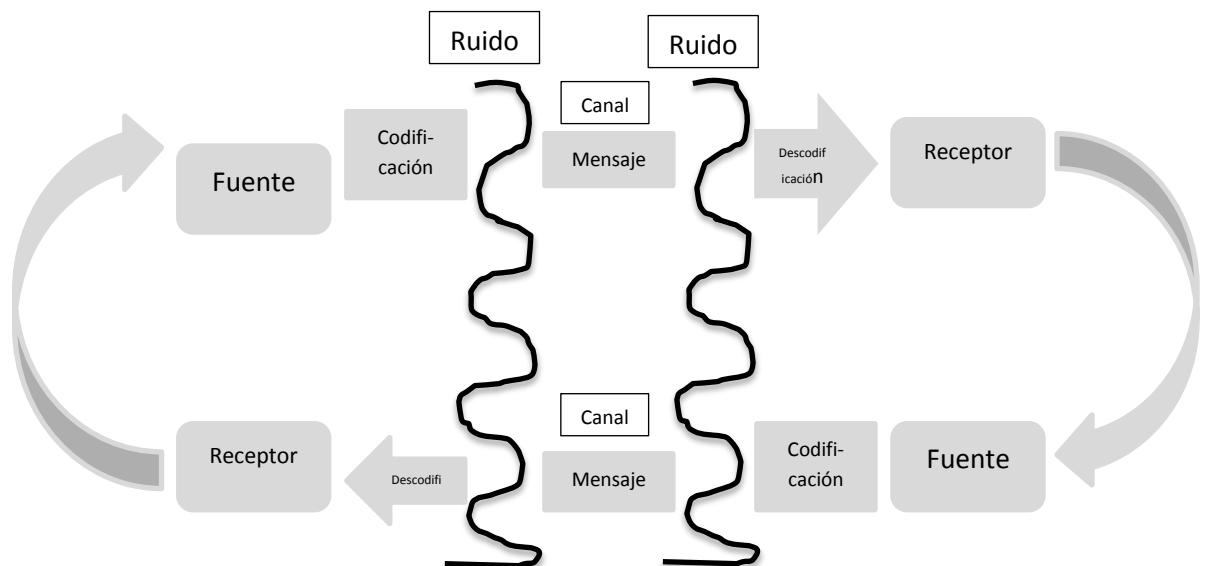 Ruido
Ruido
Canal
Fuente
Codifi-
cación
Mensaje
Descodif
icación
Receptor
Canal
Receptor
Descodifi
Mensaje
Codifi-
cación
Fuente